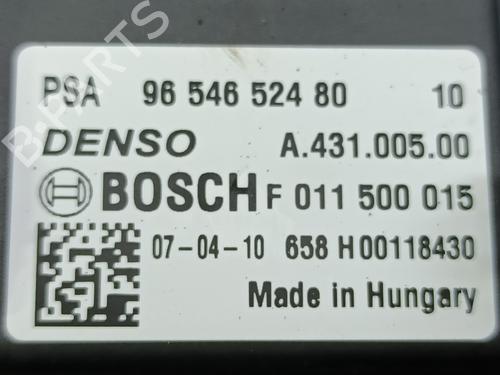 PSA 96 546 524 80 10
DENSO A.431.005.00
BOSCH F 011 500 015
07-04-10 658 H00118430
Made in Hungary
B-PARTS